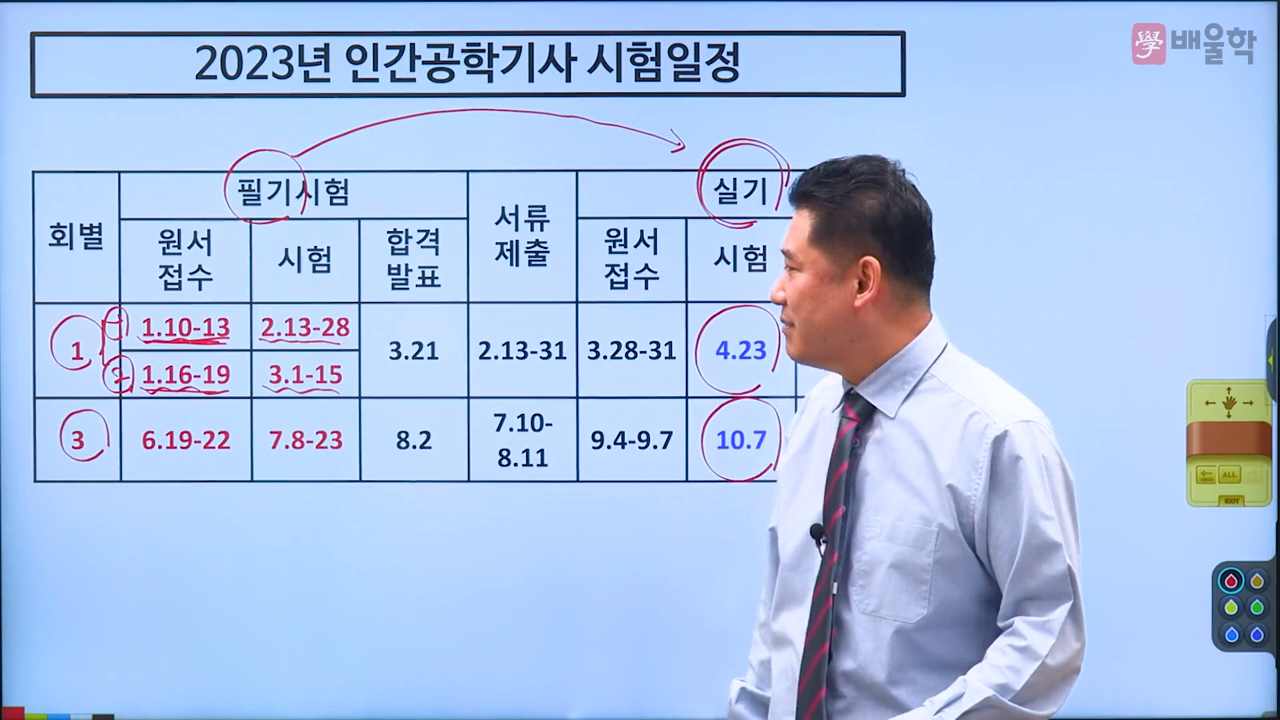 2023년 인간공학기사 시험일정
學 배울학
회별
필기시험
서류
제출
실기
원서
접수
시험
합격
발표
원서
접수
시험
1
1.10-13
2.13-28
3.21
2.13-31
3.28-31
4.23
1.16-19
3.1-15
3
6.19-22
7.8-23
8.2
7.10-
8.11
9.4-9.7
10.7
ALL
EXIT